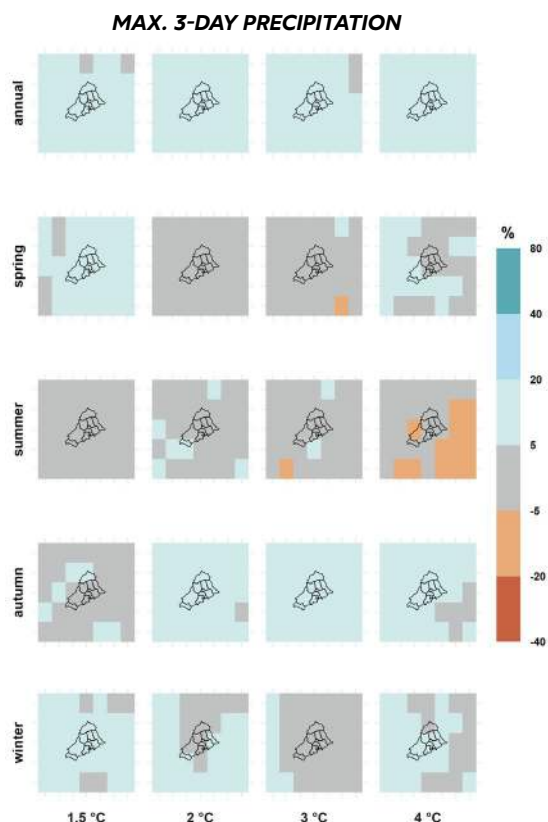 MAX. 3-DAY PRECIPITATION
annual
spring
summer
autumn
winter
%
80
40
20
5
-5
-20
-40
1.5 °C
2 °C
3 °C
4 °C